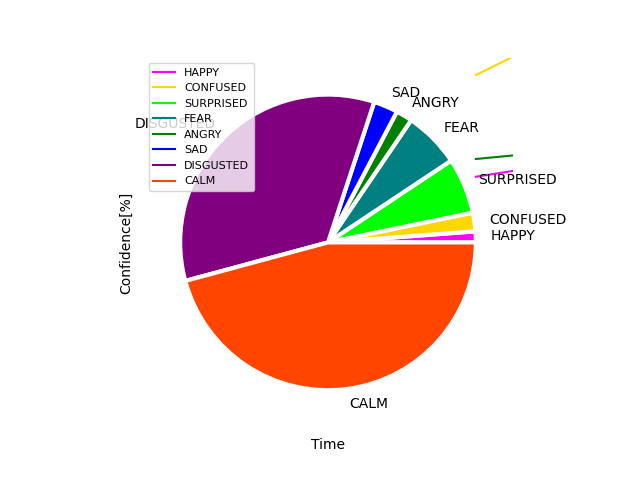 HAPPY
CONFUSED
SURPRISED
FEAR
ANGRY
SAD
DISGUSTED
CALM
SAD
ANGRY
DISGUSTED
FEAR
SURPRISED
CONFUSED
HAPPY
CALM
Confidence[%]
Time